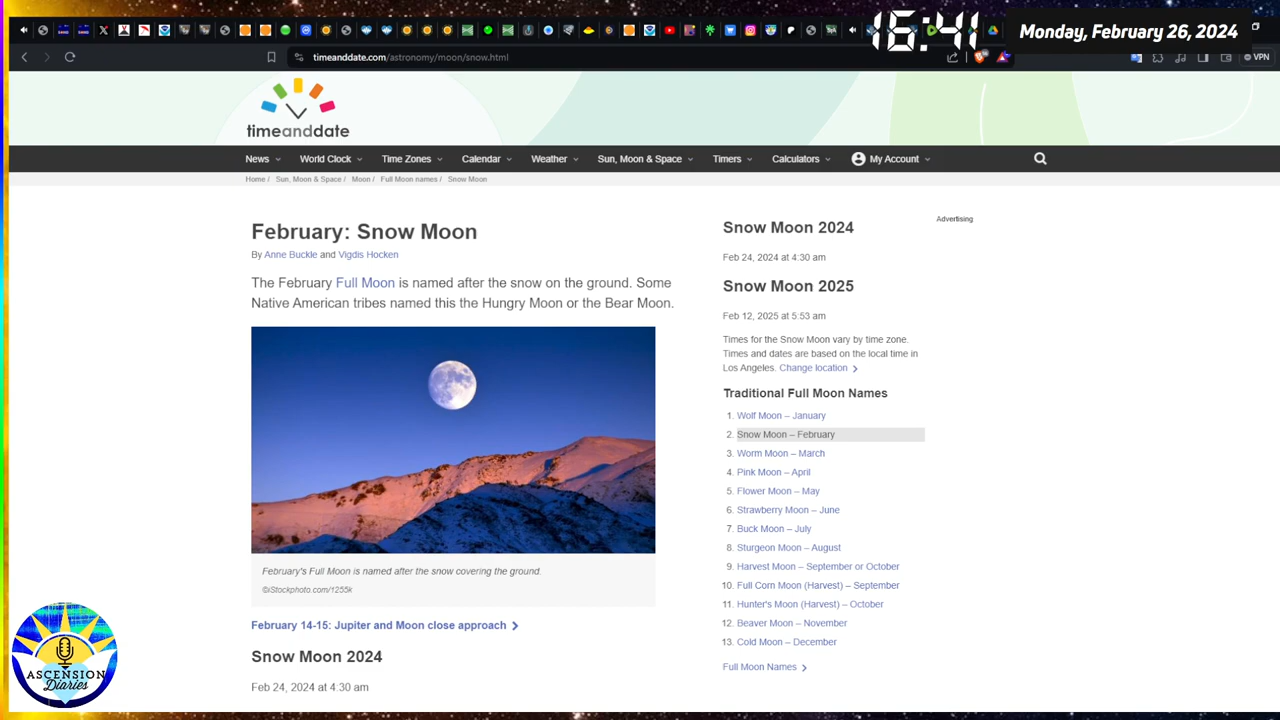 16:41
Monday, February 26, 2024
timeanddate.com/astronomy/moon/snow.html
VPN
timeanddate
News
World Clock
Time Zones
Calendar
Weather
Sun, Moon & Space
Timers
Calculators
My Account
Home / Sun, Moon & Space / Moon / Full Moon names / Snow Moon
February: Snow Moon
By Anne Buckle and Vigdis Hocken
The February Full Moon is named after the snow on the ground. Some
Native American tribes named this the Hungry Moon or the Bear Moon.
February's Full Moon is named after the snow covering the ground.
©iStockphoto.com/1255k
February 14-15: Jupiter and Moon close approach
Snow Moon 2024
Feb 24, 2024 at 4:30 am
Snow Moon 2024
Feb 24, 2024 at 4:30 am
Snow Moon 2025
Feb 12, 2025 at 5:53 am
Times for the Snow Moon vary by time zone.
Times and dates are based on the local time in
Los Angeles. Change location
Traditional Full Moon Names
1. Wolf Moon – January
2. Snow Moon – February
3. Worm Moon – March
4. Pink Moon – April
5. Flower Moon – May
6. Strawberry Moon – June
7. Buck Moon – July
8. Sturgeon Moon – August
9. Harvest Moon – September or October
10. Full Corn Moon (Harvest) – September
11. Hunter's Moon (Harvest) – October
12. Beaver Moon – November
13. Cold Moon – December
Full Moon Names
Advertising
ASCENSION
Diaries